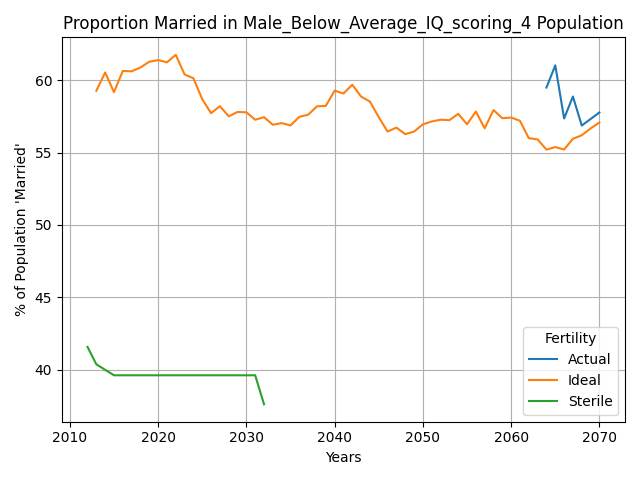 Proportion Married in Male_Below_Average_IQ_scoring_4 Population
% of Population 'Married'
60
55
50
45
40
2010 2020 2030 2040 2050 2060 2070
Years
Fertility
Actual
Ideal
Sterile